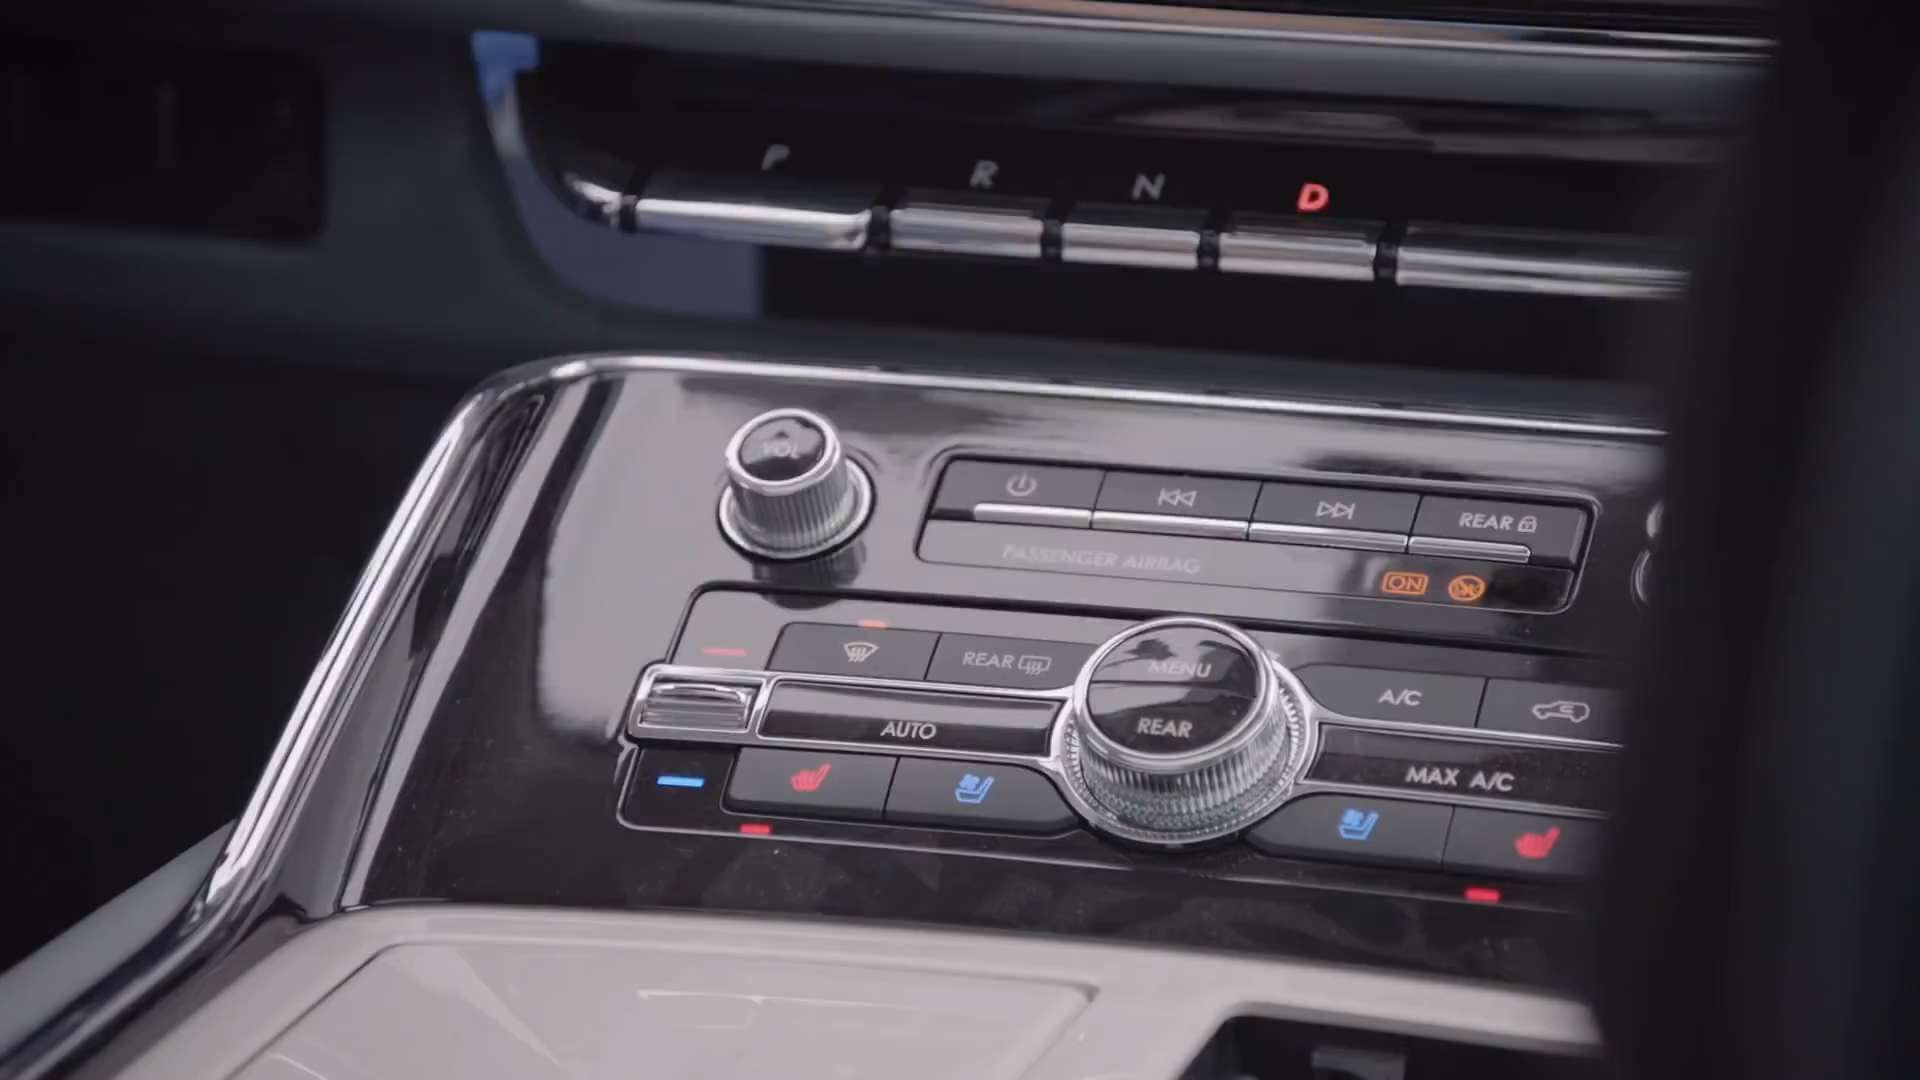 P R N D
VOL
REAR
PASSENGER AIRBAG
ON
REAR
MENU
A/C
AUTO
REAR
MAX A/C